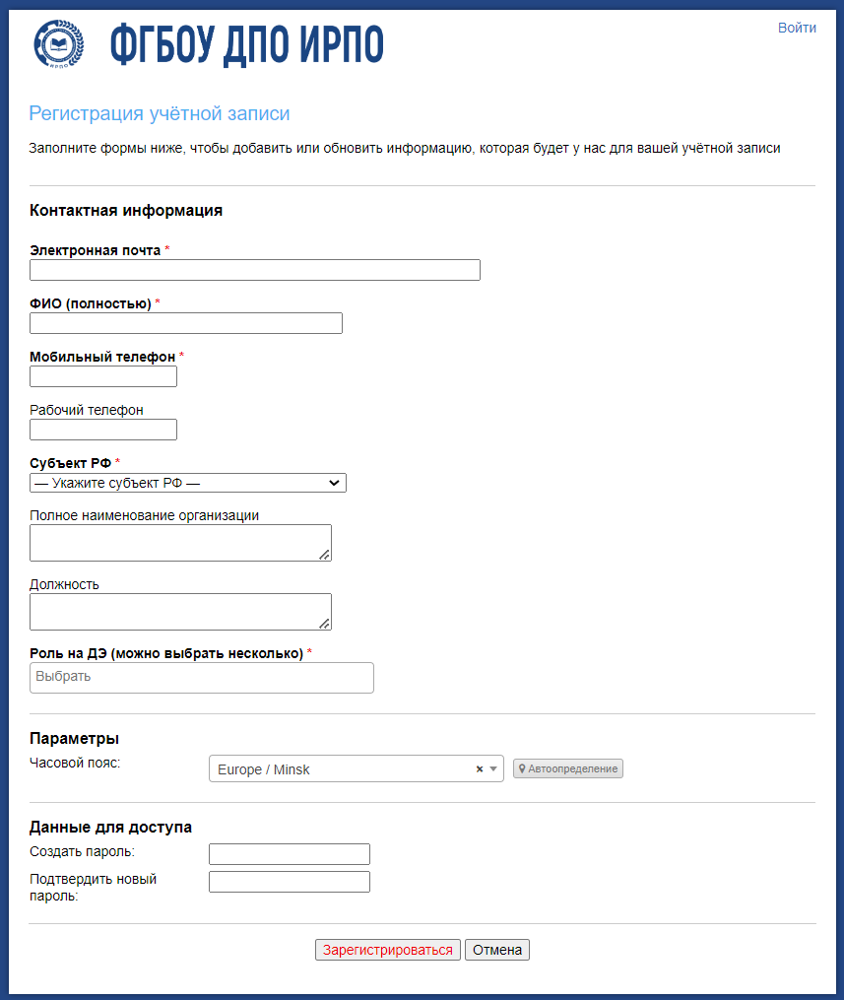 ИРПО
ФГБОУ ДПО ИРПО
Войти
Регистрация учётной записи
Заполните формы ниже, чтобы добавить или обновить информацию, которая будет у нас для вашей учётной записи
Контактная информация
Электронная почта *
ФИО (полностью) *
Мобильный телефон *
Рабочий телефон
Субъект РФ *
— Укажите субъект РФ —
Полное наименование организации
Должность
Роль на ДЭ (можно выбрать несколько) *
Выбрать
Параметры
Часовой пояс:
Europe / Minsk
× 
Автоопределение
Данные для доступа
Создать пароль:
Подтвердить новый
пароль:
Зарегистрироваться
Отмена